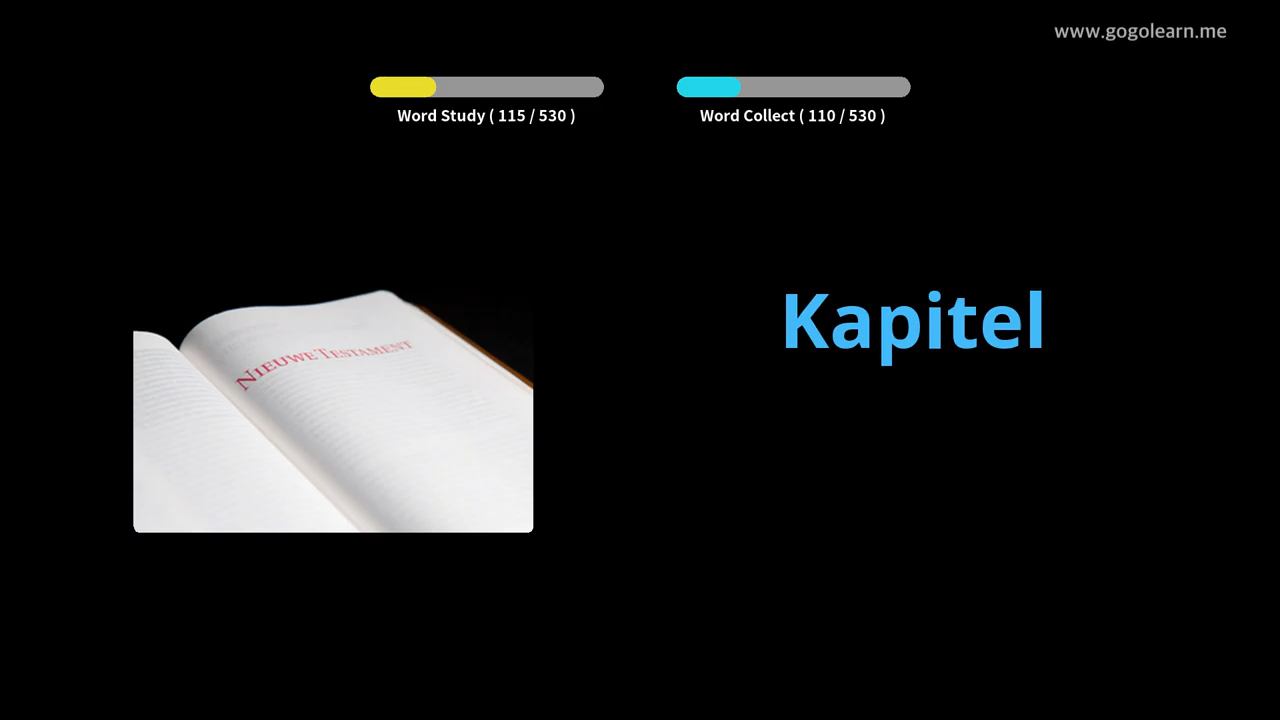 www.gogolearn.me
Word Study ( 115 / 530 )
Word Collect ( 110 / 530 )
NIEUWE TESTAMENT
Kapitel